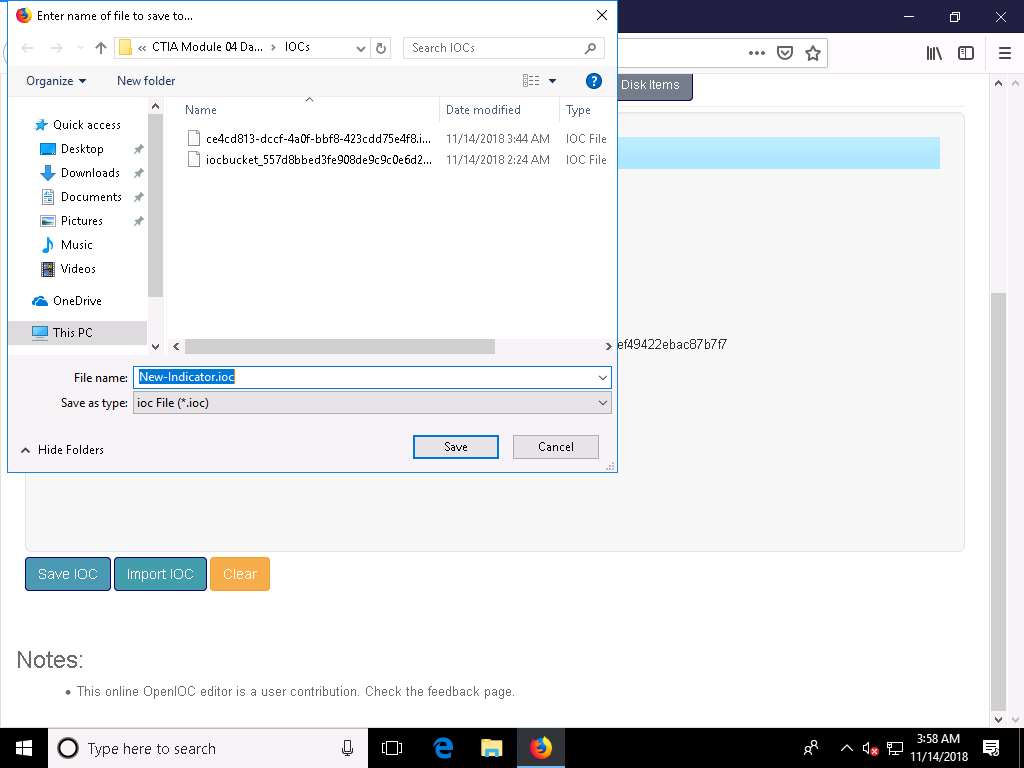 Enter name of file to save to...
« CTIA Module 04 Da... > IOCs
Search IOCs
Organize
New folder
Disk Items
Name
Date modified
Type
Quick access
Desktop
Downloads
Documents
Pictures
Music
Videos
OneDrive
This PC
ce4cd813-dccf-4a0f-bbf8-423cdd75e4f8.i... 11/14/2018 3:44 AM IOC File
iocbucket_557d8bbed3fe908de9c9c0e6d2... 11/14/2018 2:24 AM IOC File
ef49422ebac87b7f7
File name: New-Indicator.ioc
Save as type: ioc File (*.ioc)
Hide Folders
Save
Cancel
Save IOC
Import IOC
Clear
Notes:
• This online OpenIOC editor is a user contribution. Check the feedback page.
Type here to search
3:58 AM
11/14/2018